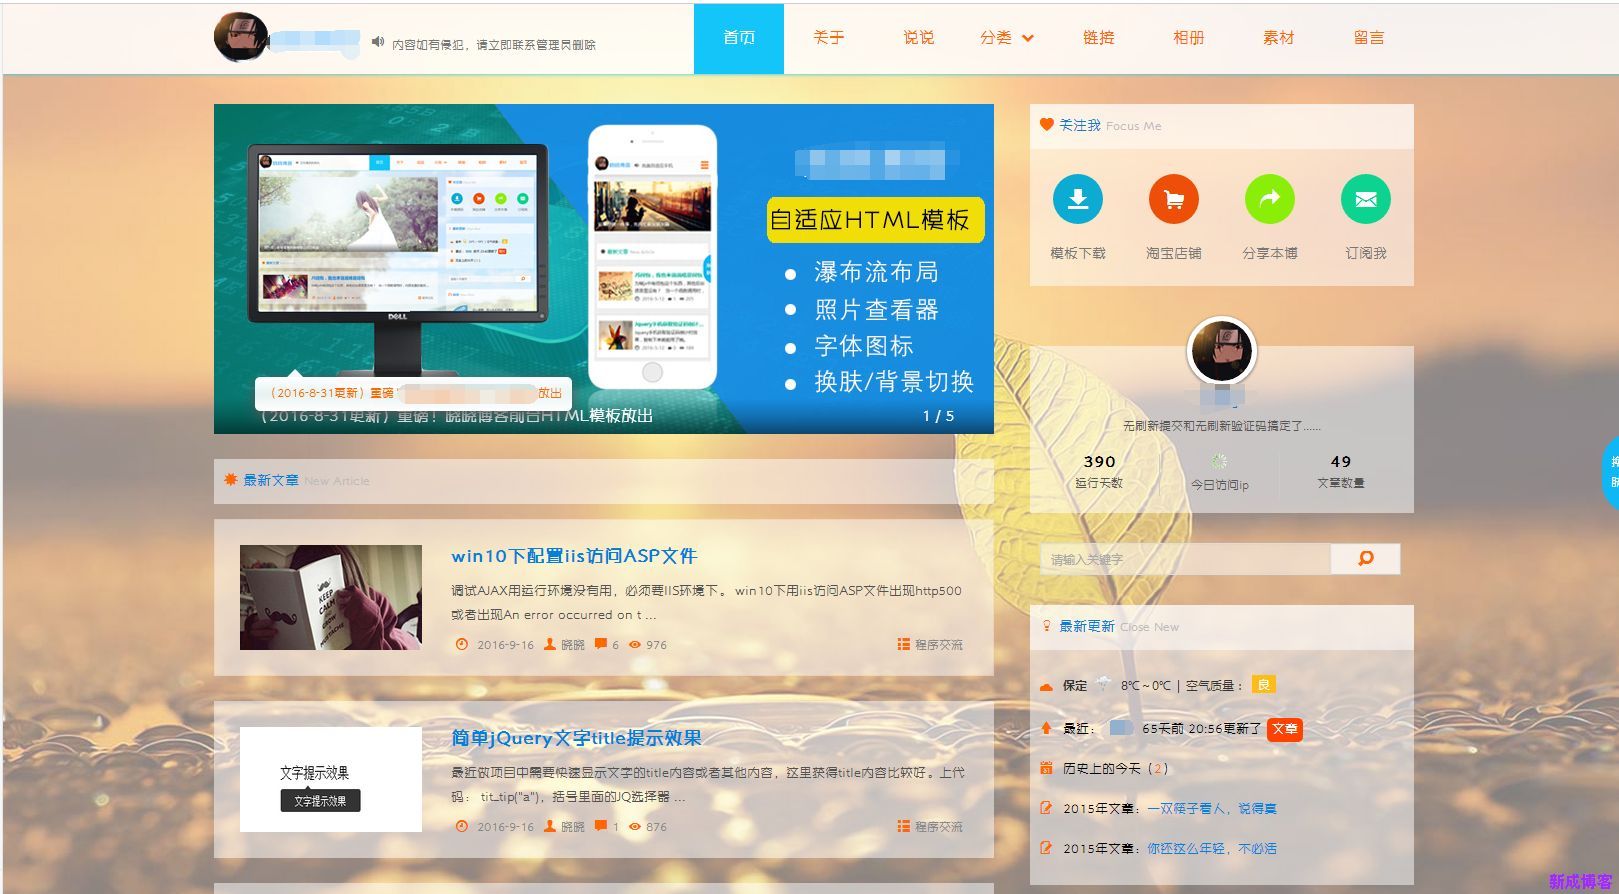 内容如有侵犯，请立即联系管理员删除
首页
关于
说说
分类
链接
相册
素材
留言
自适应HTML模板
瀑布流布局
照片查看器
字体图标
换肤/背景切换
DELL
（2016-8-31更新）重磅
放出
（2016-8-31更新）重磅！晓晓博客前台HTML模板放出
1 / 5
关注我 Focus Me
模板下载
淘宝店铺
分享本博
订阅我
无刷新提交和无刷新验证码搞定了......
390
运行天数
今日访问ip
49
文章数量
请输入关键字
最新文章 New Article
win10下配置iis访问ASP文件
调试AJAX用运行环境没有用，必须要IIS环境下。 win10下用iis访问ASP文件出现http500
或者出现An error occurred on t ...
2016-9-16 晓晓 6 976
程序交流
KEEP
CALM
AND
GROW
A
MUSTACHE
简单jQuery文字title提示效果
最近做项目中需要快速显示文字的title内容或者其他内容，这里获得title内容比较好。上代
码： tit_tip("a")，括号里面的JQ选择器 ...
2016-9-16 晓晓 1 876
程序交流
文字提示效果
文字提示效果
最新更新 Close New
保定 8℃~0℃ | 空气质量： 良
最近： 65天前 20:56更新了 文章
历史上的今天（2）
2015年文章：一双筷子看人，说得真
2015年文章：你还这么年轻，不必活
新成博客